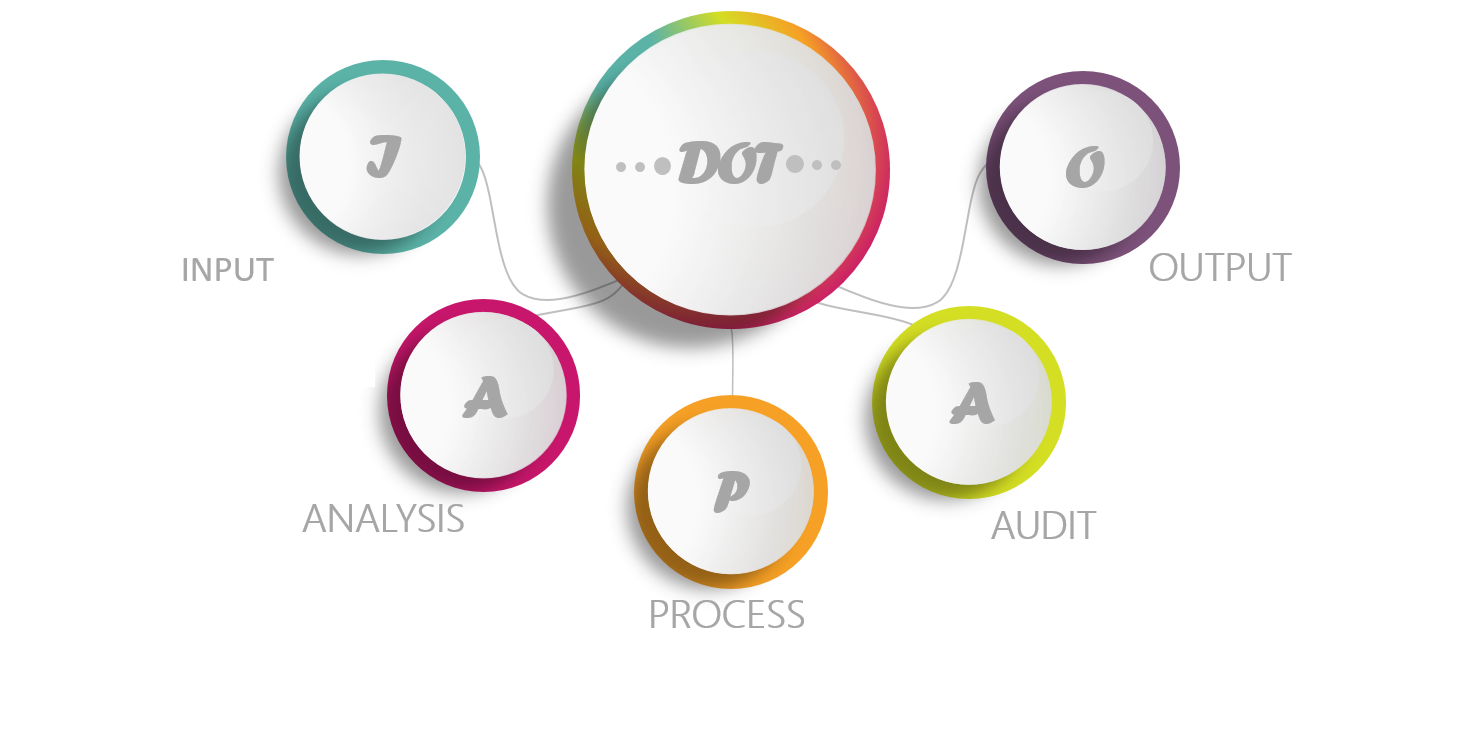 I
DOT
O
INPUT
OUTPUT
A
A
ANALYSIS
P
AUDIT
PROCESS